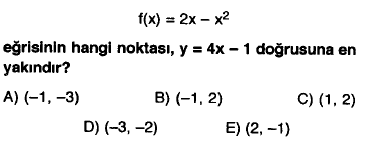 f(x) = 2x – x²
eğrisinin hangi noktası, y = 4x – 1 doğrusuna en
yakındır?
A) (–1, –3) B) (–1, 2) C) (1, 2)
D) (–3, –2) E) (2, –1)